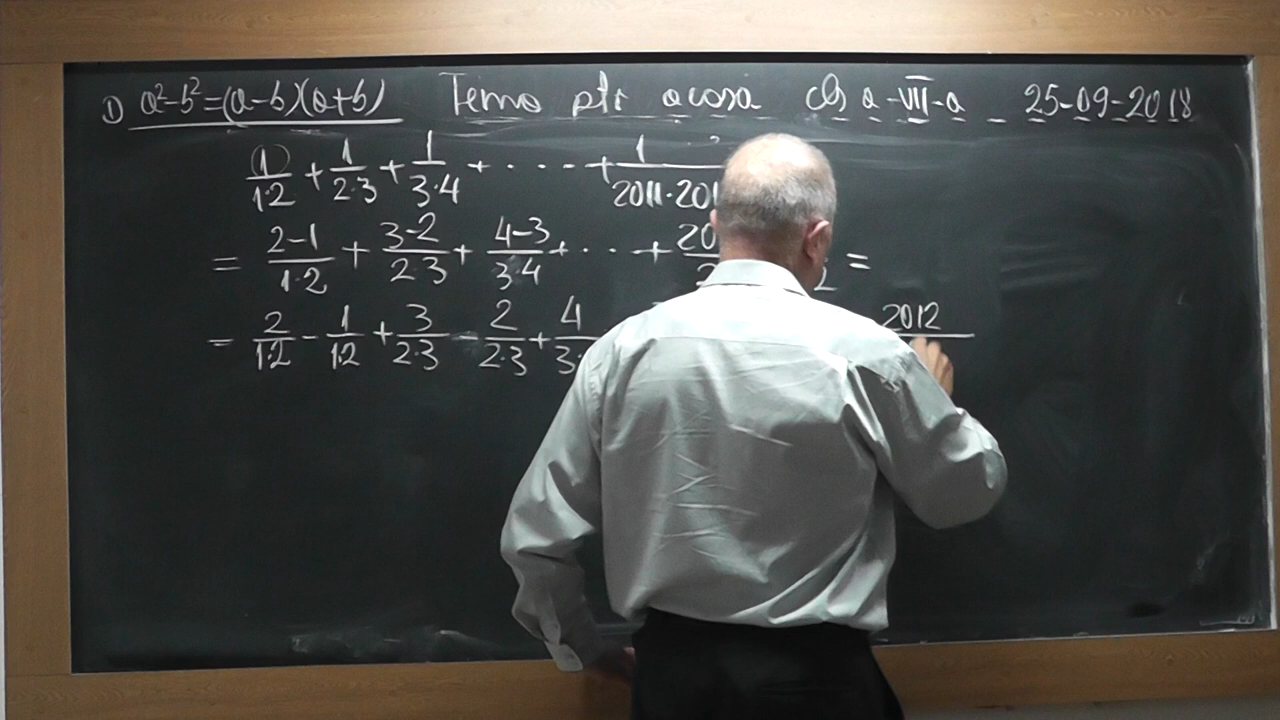 1) a²-b²=(a-b)(a+b) Temă ptr acasă cls a-VII-a 25-09-2018
1/1·2 + 1/2·3 + 1/3·4 + · · · · + 1/2011·201
= 2-1/1·2 + 3-2/2·3 + 4-3/3·4 + · · · + 20 2 =
= 2/1·2 - 1/1·2 + 3/2·3 - 2/2·3 + 4/3· 2012